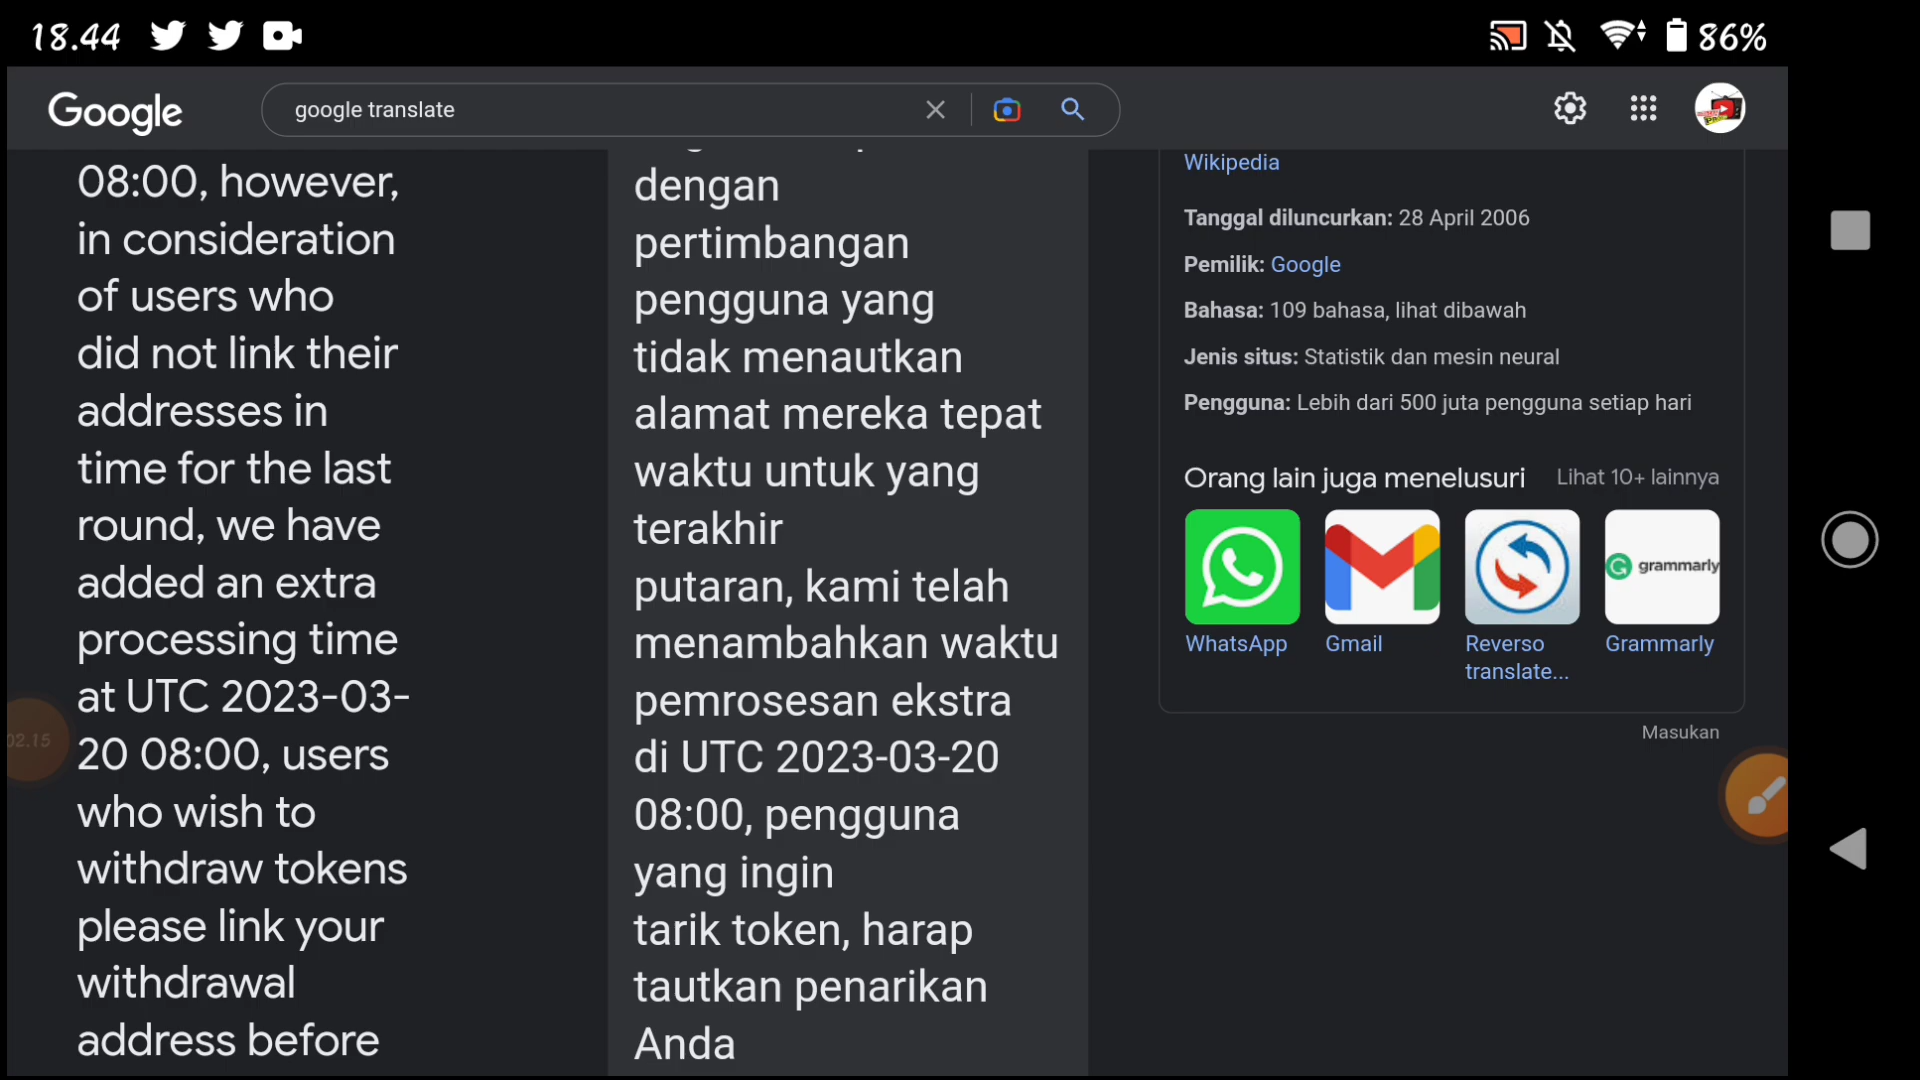 18.44
86%
Google
google translate
08:00, however,
in consideration
of users who
did not link their
addresses in
time for the last
round, we have
added an extra
processing time
at UTC 2023-03-
20 08:00, users
who wish to
withdraw tokens
please link your
withdrawal
address before
dengan
pertimbangan
pengguna yang
tidak menautkan
alamat mereka tepat
waktu untuk yang
terakhir
putaran, kami telah
menambahkan waktu
pemrosesan ekstra
di UTC 2023-03-20
08:00, pengguna
yang ingin
tarik token, harap
tautkan penarikan
Anda
Wikipedia
Tanggal diluncurkan: 28 April 2006
Pemilik: Google
Bahasa: 109 bahasa, lihat dibawah
Jenis situs: Statistik dan mesin neural
Pengguna: Lebih dari 500 juta pengguna setiap hari
Orang lain juga menelusuri
Lihat 10+ lainnya
grammarly
WhatsApp
Gmail
Reverso
translate...
Grammarly
Masukan
02.15